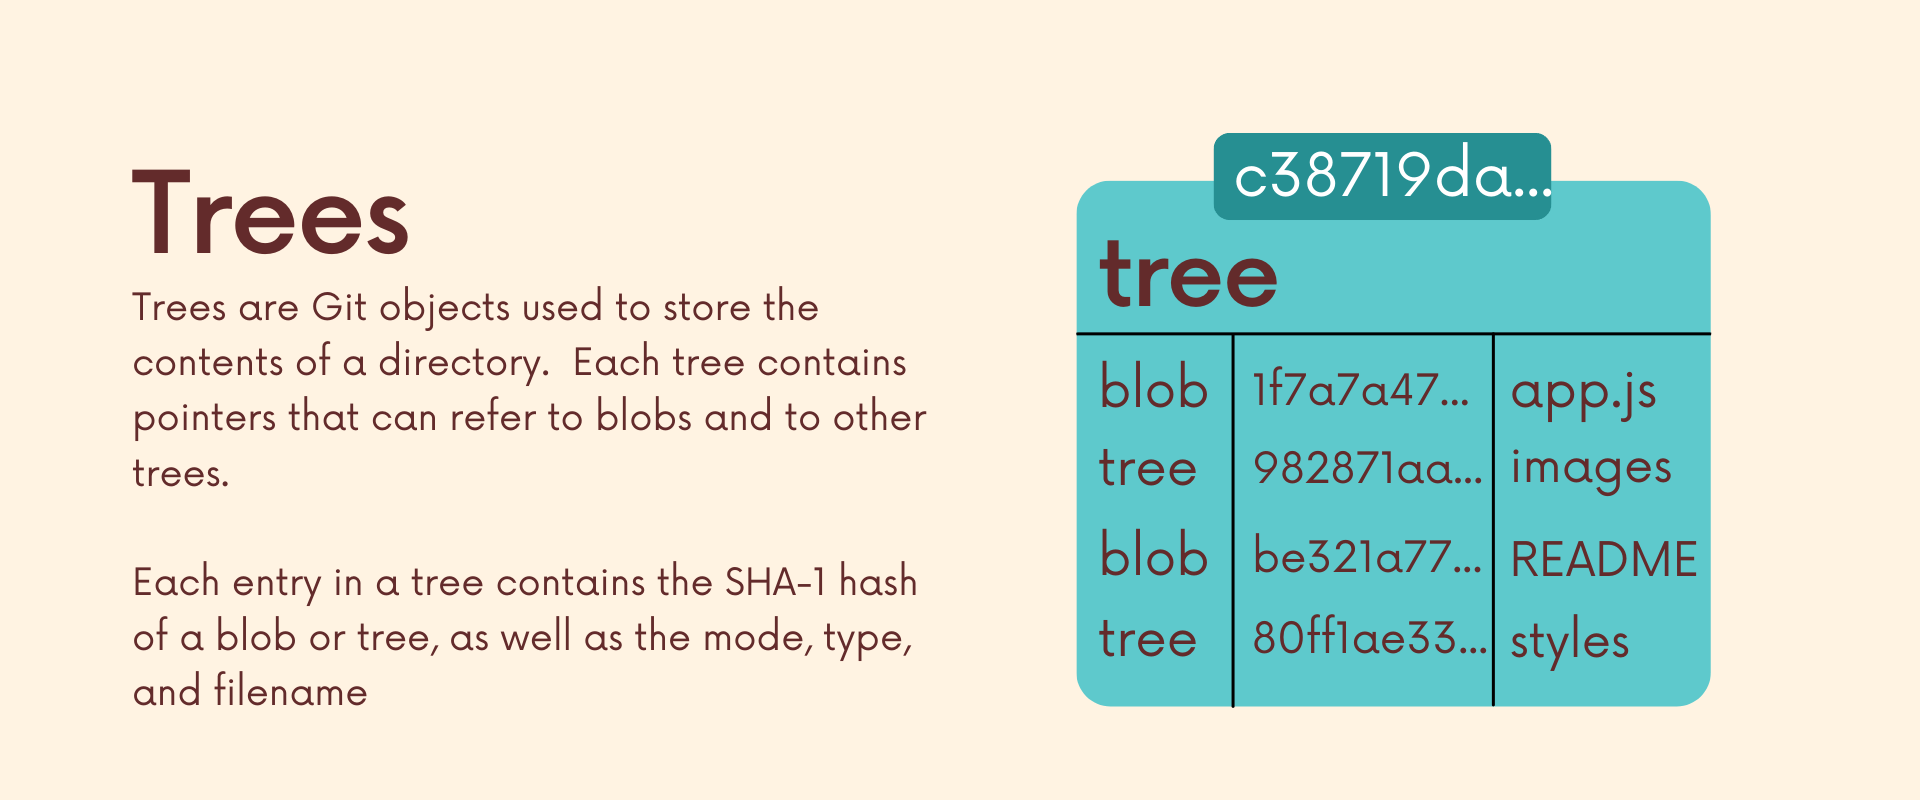 Trees
Trees are Git objects used to store the
contents of a directory.  Each tree contains
pointers that can refer to blobs and to other
trees.
Each entry in a tree contains the SHA-1 hash
of a blob or tree, as well as the mode, type,
and filename
c38719da...
tree
blob 1f7a7a47... app.js
tree 982871aa... images
blob be321a77... README
tree 80ff1ae33... styles